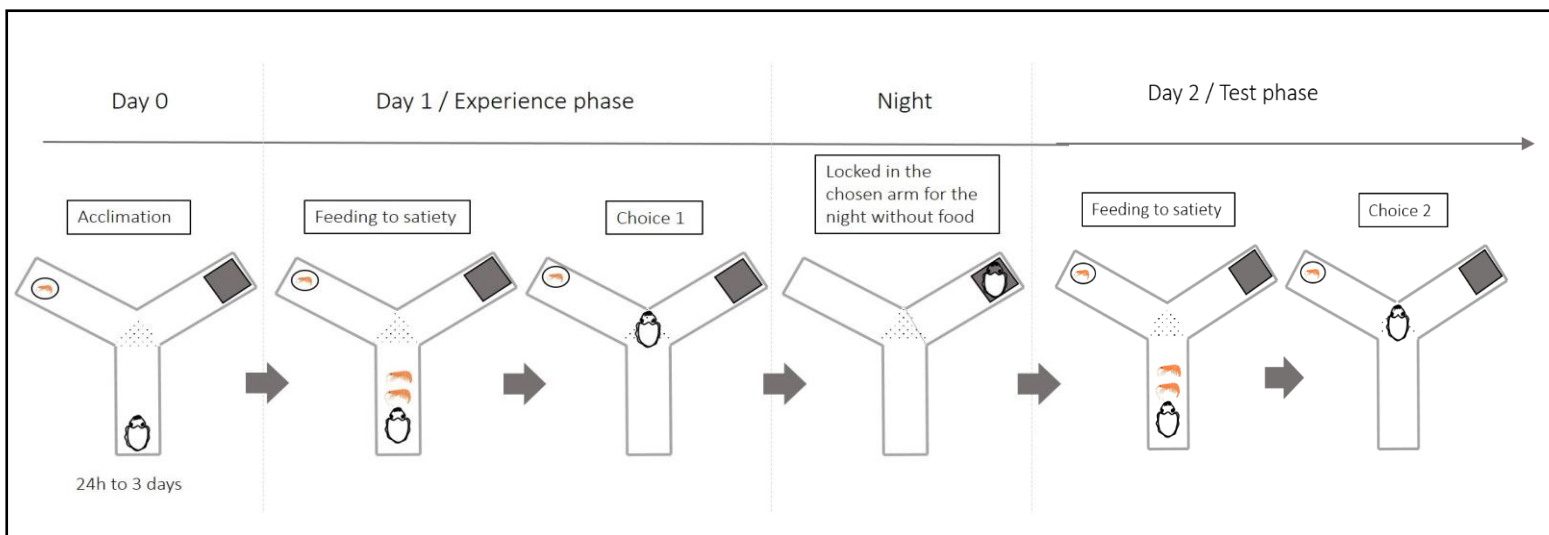 Day 0
Day 1 / Experience phase
Night
Day 2 / Test phase
Acclimation
Feeding to satiety
Choice 1
Locked in the
chosen arm for the
night without food
Feeding to satiety
Choice 2
24h to 3 days